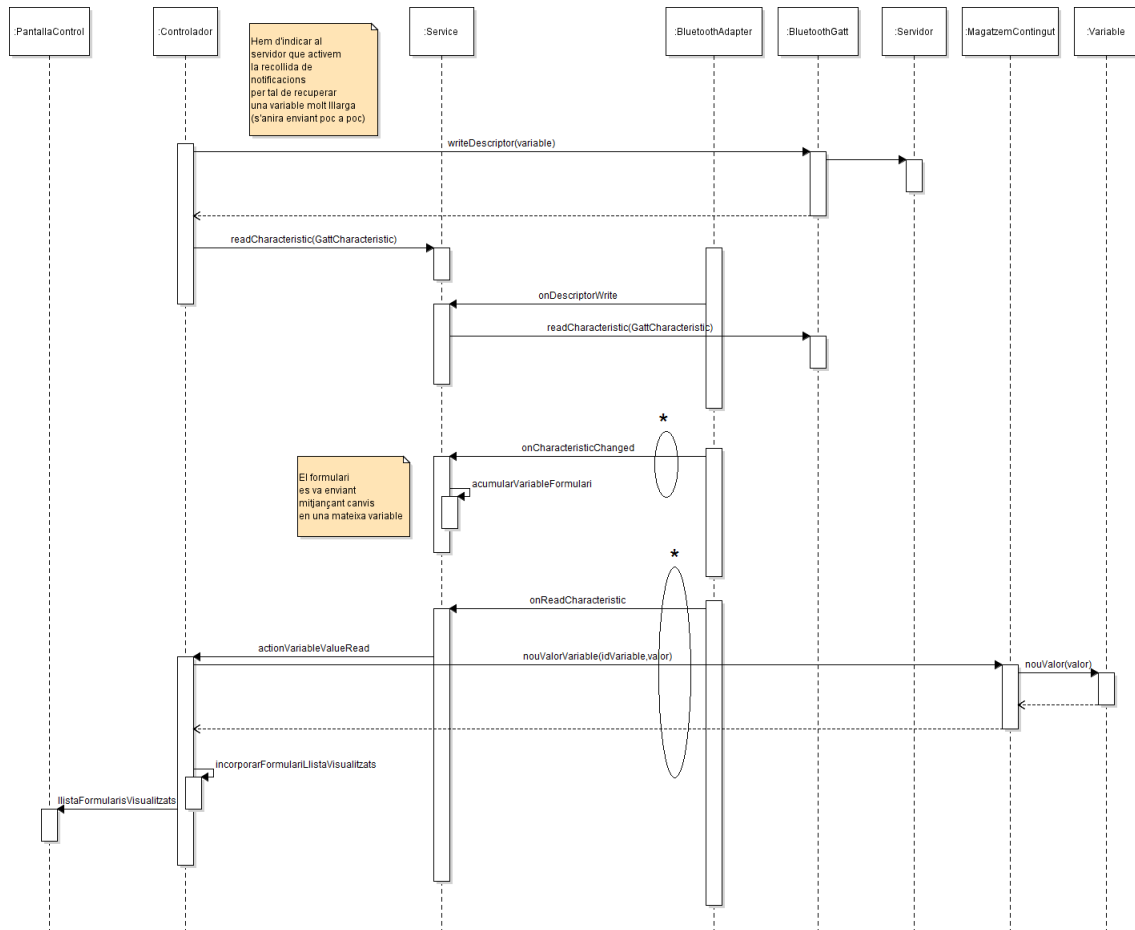 :PantallaControl
:Controlador
:Service
:BluetoothAdapter
:BluetoothGatt
:Servidor
:MagatzemContingut
:Variable
Hem d'indicar al
servidor que activem
la recollida de
notificacions
per tal de recuperar
una variable molt lllarga
(s'anira enviant poc a poc)
writeDescriptor(variable)
readCharacteristic(GattCharacteristic)
onDescriptorWrite
readCharacteristic(GattCharacteristic)
*
onCharacteristicChanged
El formulari
es va enviant
mitjançant canvis
en una mateixa variable
acumularVariableFormulari
*
onReadCharacteristic
actionVariableValueRead
nouValorVariable(idVariable,valor)
nouValor(valor)
incorporarFormulariLlistaVisualitzats
llistaFormularisVisualitzats